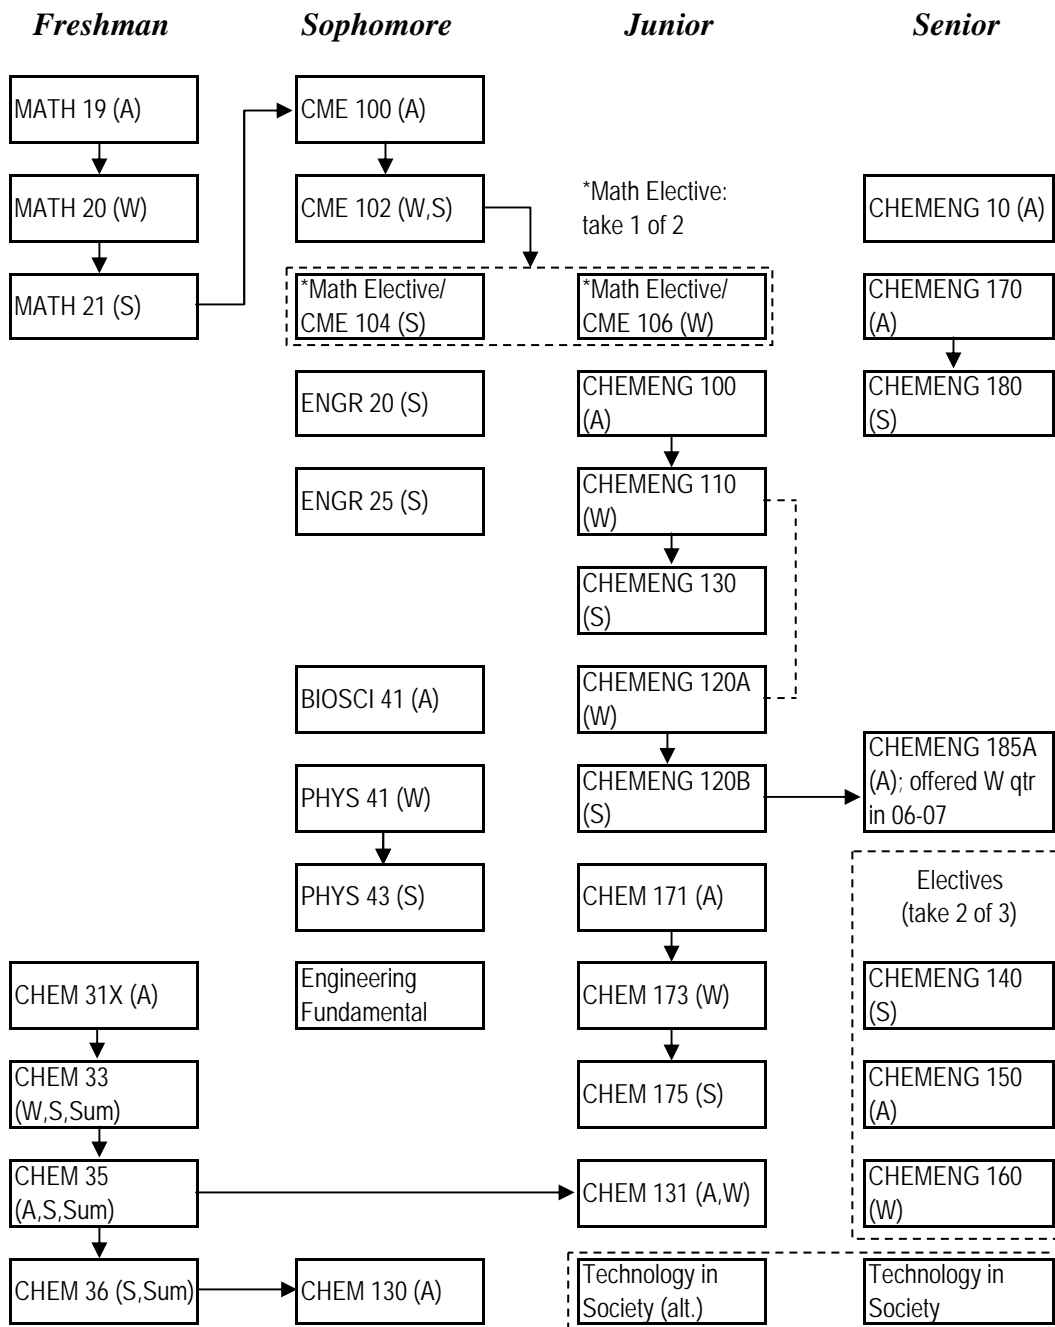 Freshman
Sophomore
Junior
Senior
MATH 19 (A)
CME 100 (A)
MATH 20 (W)
CME 102 (W,S)
*Math Elective:
take 1 of 2
CHEMENG 10 (A)
MATH 21 (S)
*Math Elective/
CME 104 (S)
*Math Elective/
CME 106 (W)
CHEMENG 170
(A)
ENGR 20 (S)
CHEMENG 100
(A)
CHEMENG 180
(S)
ENGR 25 (S)
CHEMENG 110
(W)
CHEMENG 130
(S)
BIOSCI 41 (A)
CHEMENG 120A
(W)
PHYS 41 (W)
CHEMENG 120B
(S)
CHEMENG 185A
(A); offered W qtr
in 06-07
PHYS 43 (S)
CHEM 171 (A)
Electives
(take 2 of 3)
CHEM 31X (A)
Engineering
Fundamental
CHEM 173 (W)
CHEMENG 140
(S)
CHEM 33
(W,S,Sum)
CHEM 175 (S)
CHEMENG 150
(A)
CHEM 35
(A,S,Sum)
CHEM 131 (A,W)
CHEMENG 160
(W)
CHEM 36 (S,Sum)
CHEM 130 (A)
Technology in
Society (alt.)
Technology in
Society